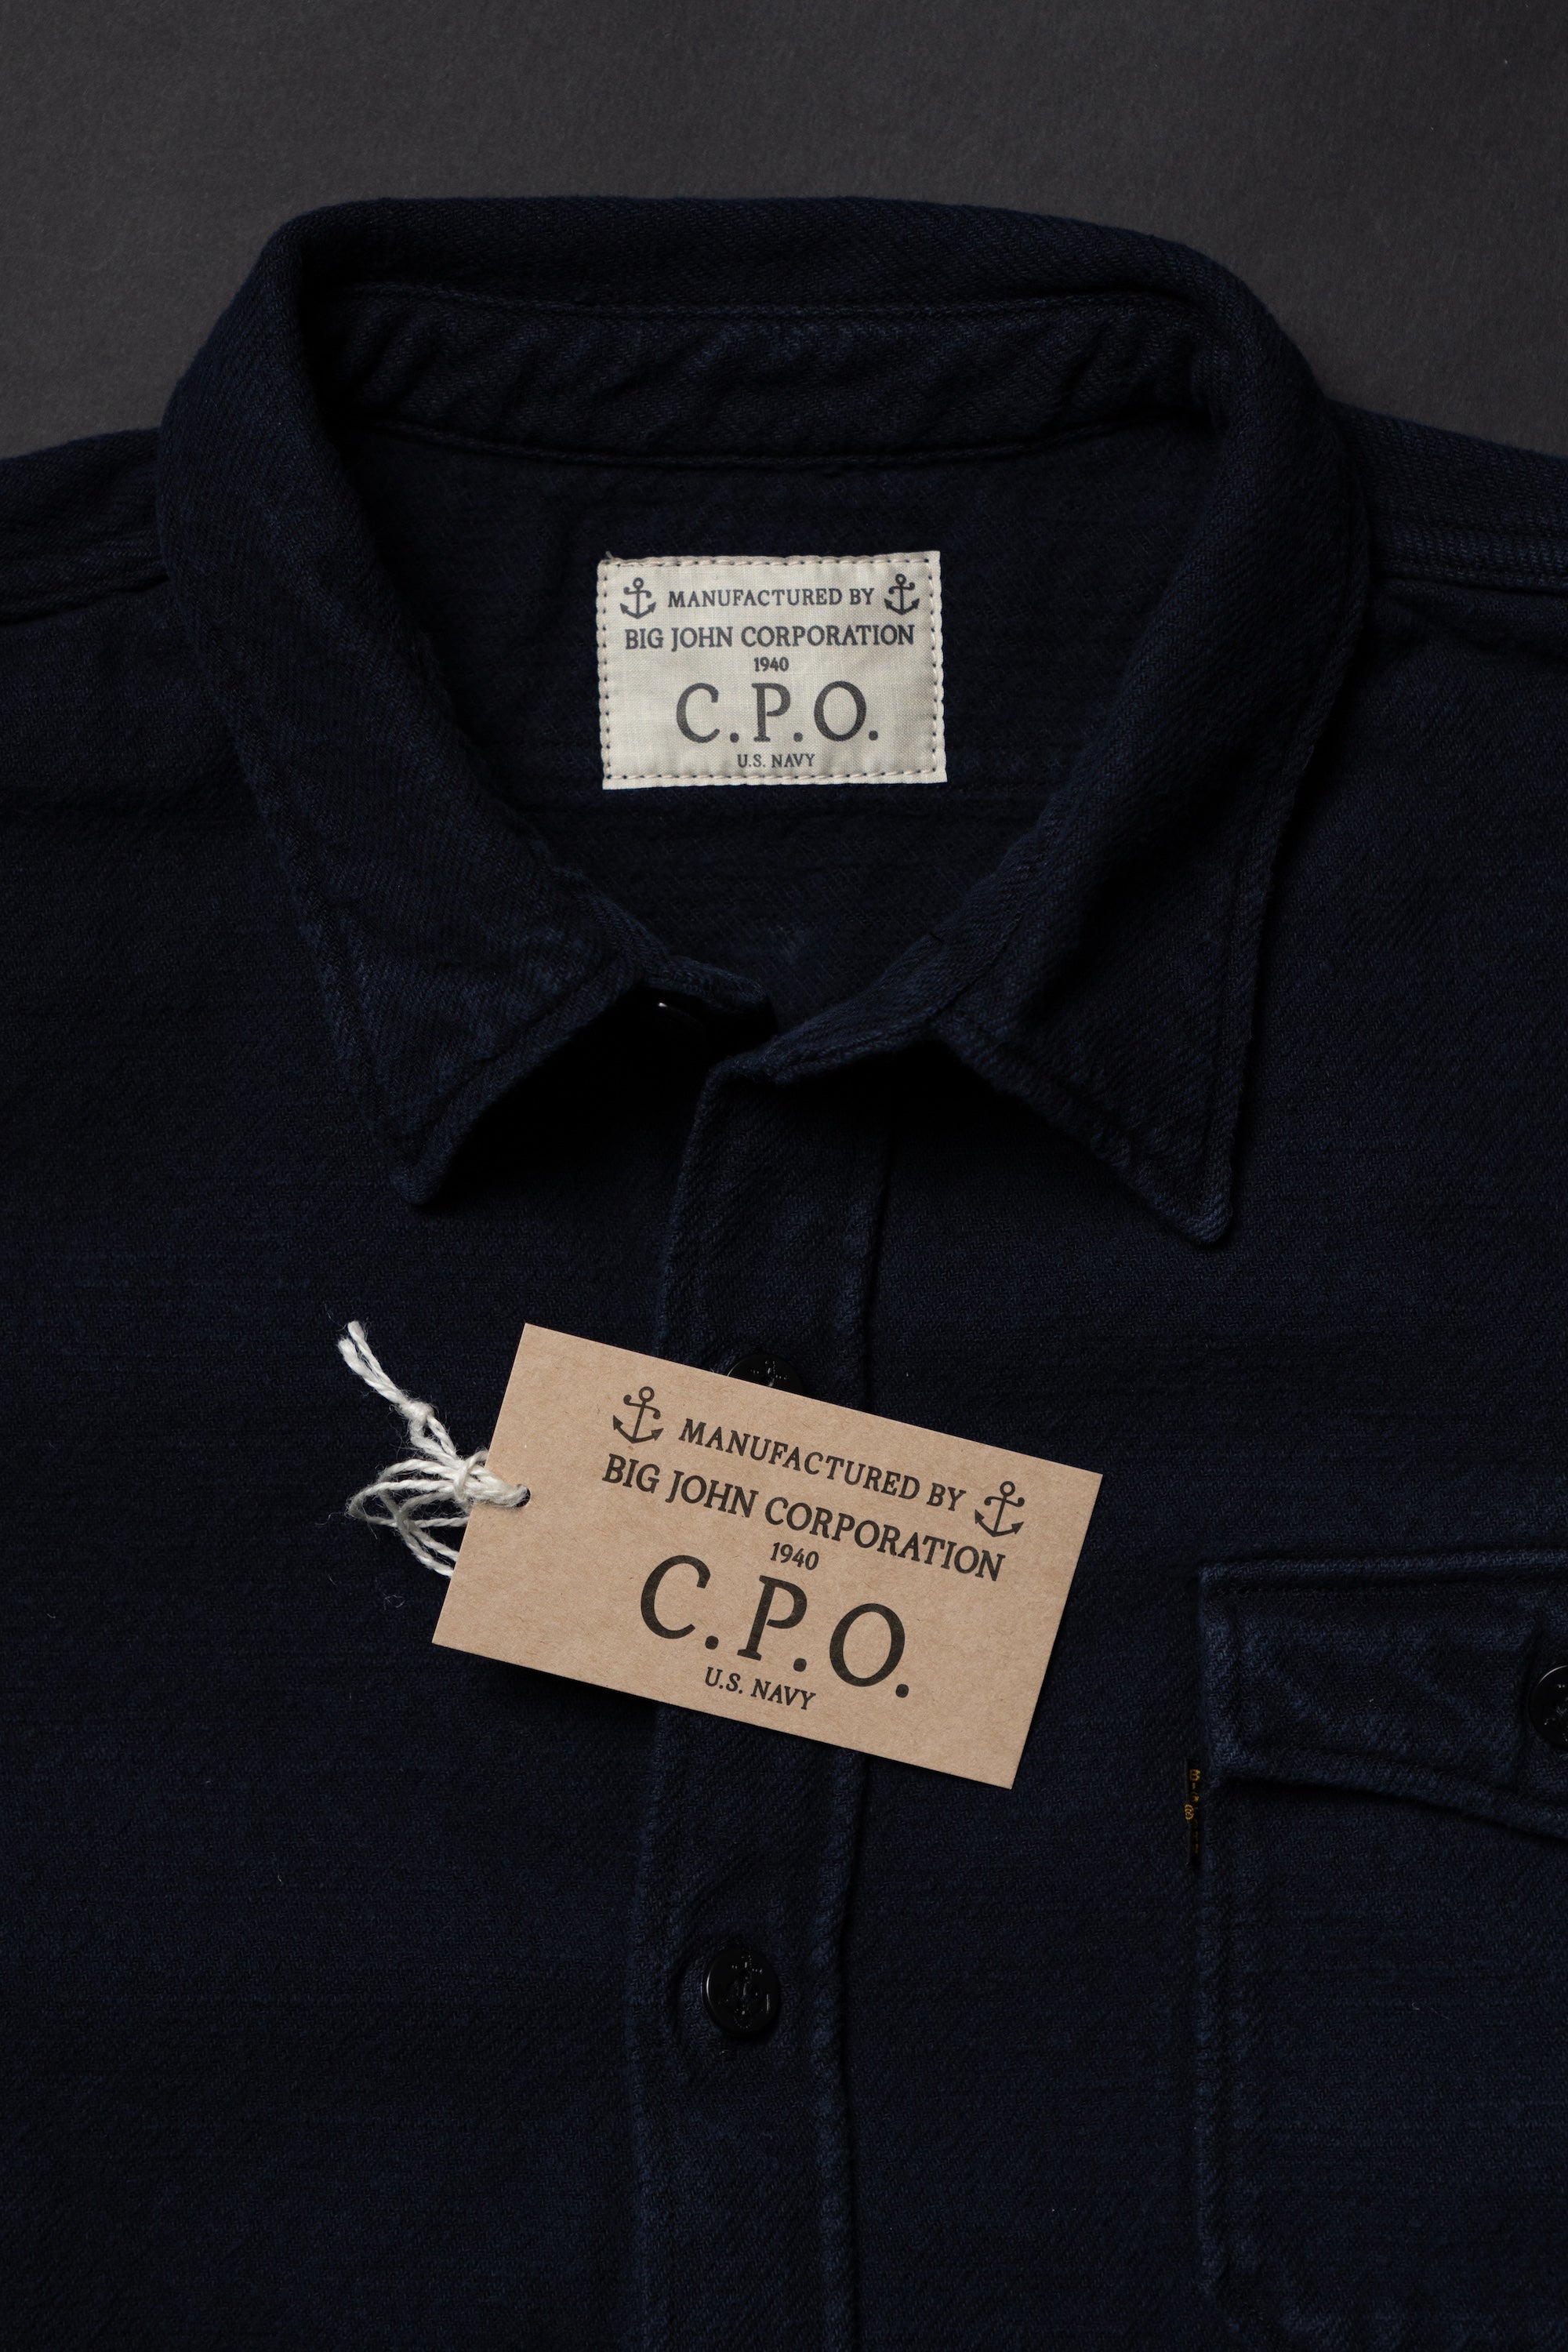 MANUFACTURED BY
BIG JOHN CORPORATION
1940
C.P.O.
U.S. NAVY
MANUFACTURED BY
BIG JOHN CORPORATION
1940
C.P.O.
U.S. NAVY